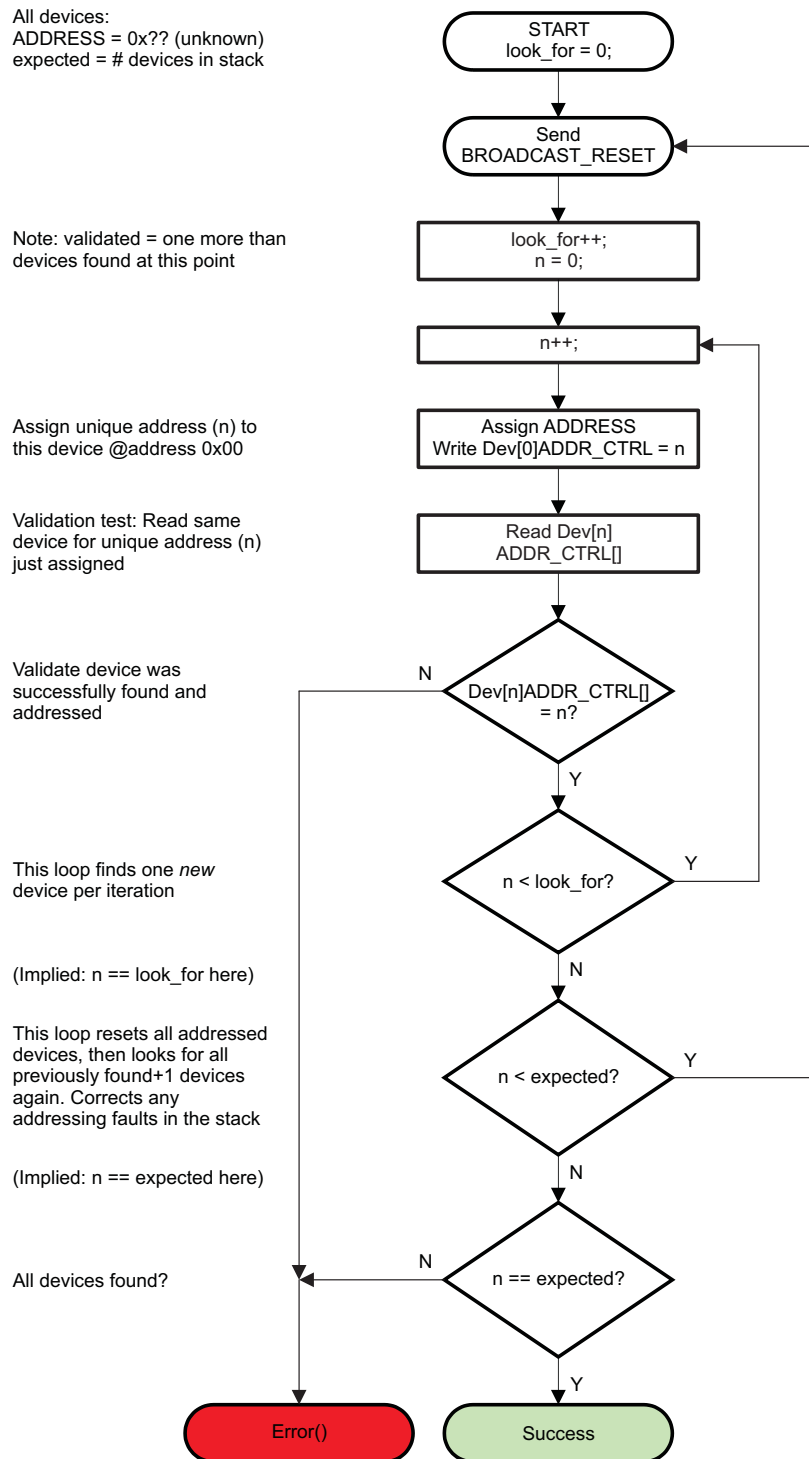 All devices:
ADDRESS = 0x?? (unknown)
expected = # devices in stack
START
look_for = 0;
Send
BROADCAST_RESET
Note: validated = one more than
devices found at this point
look_for++;
n = 0;
n++;
Assign unique address (n) to
this device @address 0x00
Assign ADDRESS
Write Dev[0]ADDR_CTRL = n
Validation test: Read same
device for unique address (n)
just assigned
Read Dev[n]
ADDR_CTRL[]
Validate device was
successfully found and
addressed
N
Dev[n]ADDR_CTRL[]
= n?
Y
This loop finds one new
device per iteration
n < look_for?
Y
N
(Implied: n == look_for here)
This loop resets all addressed
devices, then looks for all
previously found+1 devices
again. Corrects any
addressing faults in the stack
n < expected?
Y
N
(Implied: n == expected here)
All devices found?
N
n == expected?
Y
Error()
Success